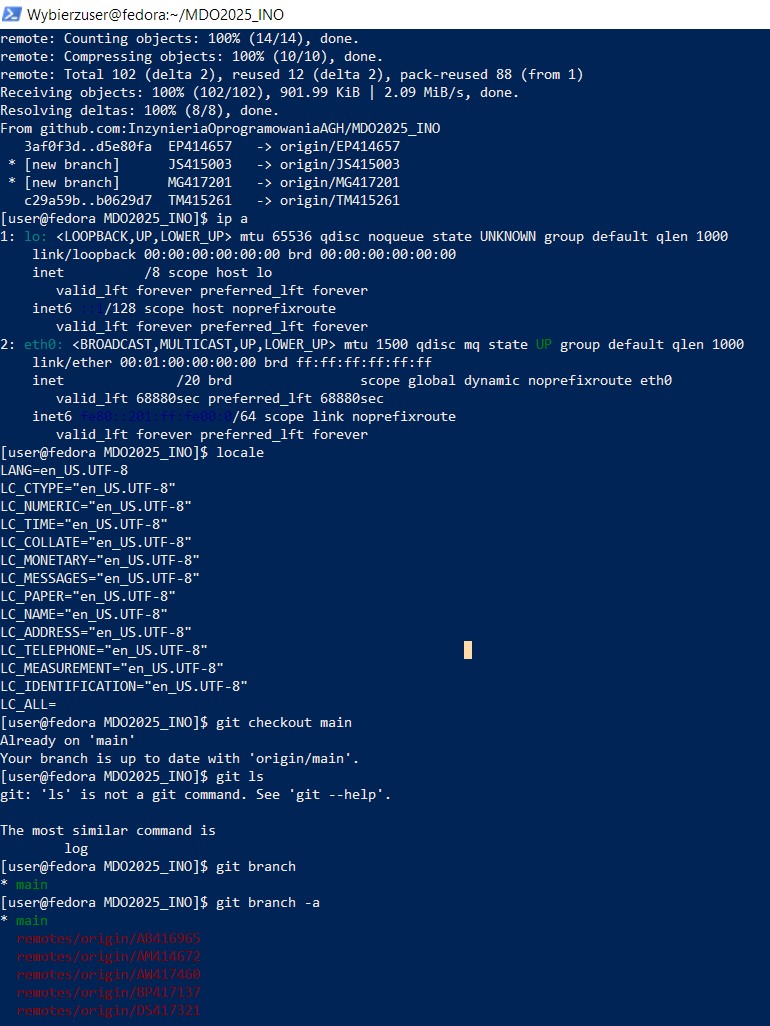 Wybierzuser@fedora:~/MDO2025_INO
remote: Counting objects: 100% (14/14), done.
remote: Compressing objects: 100% (10/10), done.
remote: Total 102 (delta 2), reused 12 (delta 2), pack-reused 88 (from 1)
Receiving objects: 100% (102/102), 901.99 KiB | 2.09 MiB/s, done.
Resolving deltas: 100% (8/8), done.
From github.com:InzynieriaOprogramowaniaAGH/MDO2025_INO
   3af0f3d..d5e80fa  EP414657   -> origin/EP414657
 * [new branch]      JS415003   -> origin/JS415003
 * [new branch]      MG417201   -> origin/MG417201
   c29a59b..b0629d7  TM415261   -> origin/TM415261
[user@fedora MDO2025_INO]$ ip a
1: lo: <LOOPBACK,UP,LOWER_UP> mtu 65536 qdisc noqueue state UNKNOWN group default qlen 1000
    link/loopback 00:00:00:00:00:00 brd 00:00:00:00:00:00
    inet          /8 scope host lo
       valid_lft forever preferred_lft forever
    inet6 ::1/128 scope host noprefixroute
       valid_lft forever preferred_lft forever
2: eth0: <BROADCAST,MULTICAST,UP,LOWER_UP> mtu 1500 qdisc mq state UP group default qlen 1000
    link/ether 00:01:00:00:00:00 brd ff:ff:ff:ff:ff:ff
    inet              /20 brd                scope global dynamic noprefixroute eth0
       valid_lft 68880sec preferred_lft 68880sec
    inet6 fe80::201:ff:fe00:0/64 scope link noprefixroute
       valid_lft forever preferred_lft forever
[user@fedora MDO2025_INO]$ locale
LANG=en_US.UTF-8
LC_CTYPE="en_US.UTF-8"
LC_NUMERIC="en_US.UTF-8"
LC_TIME="en_US.UTF-8"
LC_COLLATE="en_US.UTF-8"
LC_MONETARY="en_US.UTF-8"
LC_MESSAGES="en_US.UTF-8"
LC_PAPER="en_US.UTF-8"
LC_NAME="en_US.UTF-8"
LC_ADDRESS="en_US.UTF-8"
LC_TELEPHONE="en_US.UTF-8"
LC_MEASUREMENT="en_US.UTF-8"
LC_IDENTIFICATION="en_US.UTF-8"
LC_ALL=
[user@fedora MDO2025_INO]$ git checkout main
Already on 'main'
Your branch is up to date with 'origin/main'.
[user@fedora MDO2025_INO]$ git ls
git: 'ls' is not a git command. See 'git --help'.

The most similar command is
        log
[user@fedora MDO2025_INO]$ git branch
* main
[user@fedora MDO2025_INO]$ git branch -a
* main
  remotes/origin/AB416965
  remotes/origin/AM414672
  remotes/origin/AW417460
  remotes/origin/BP417137
  remotes/origin/DS417321